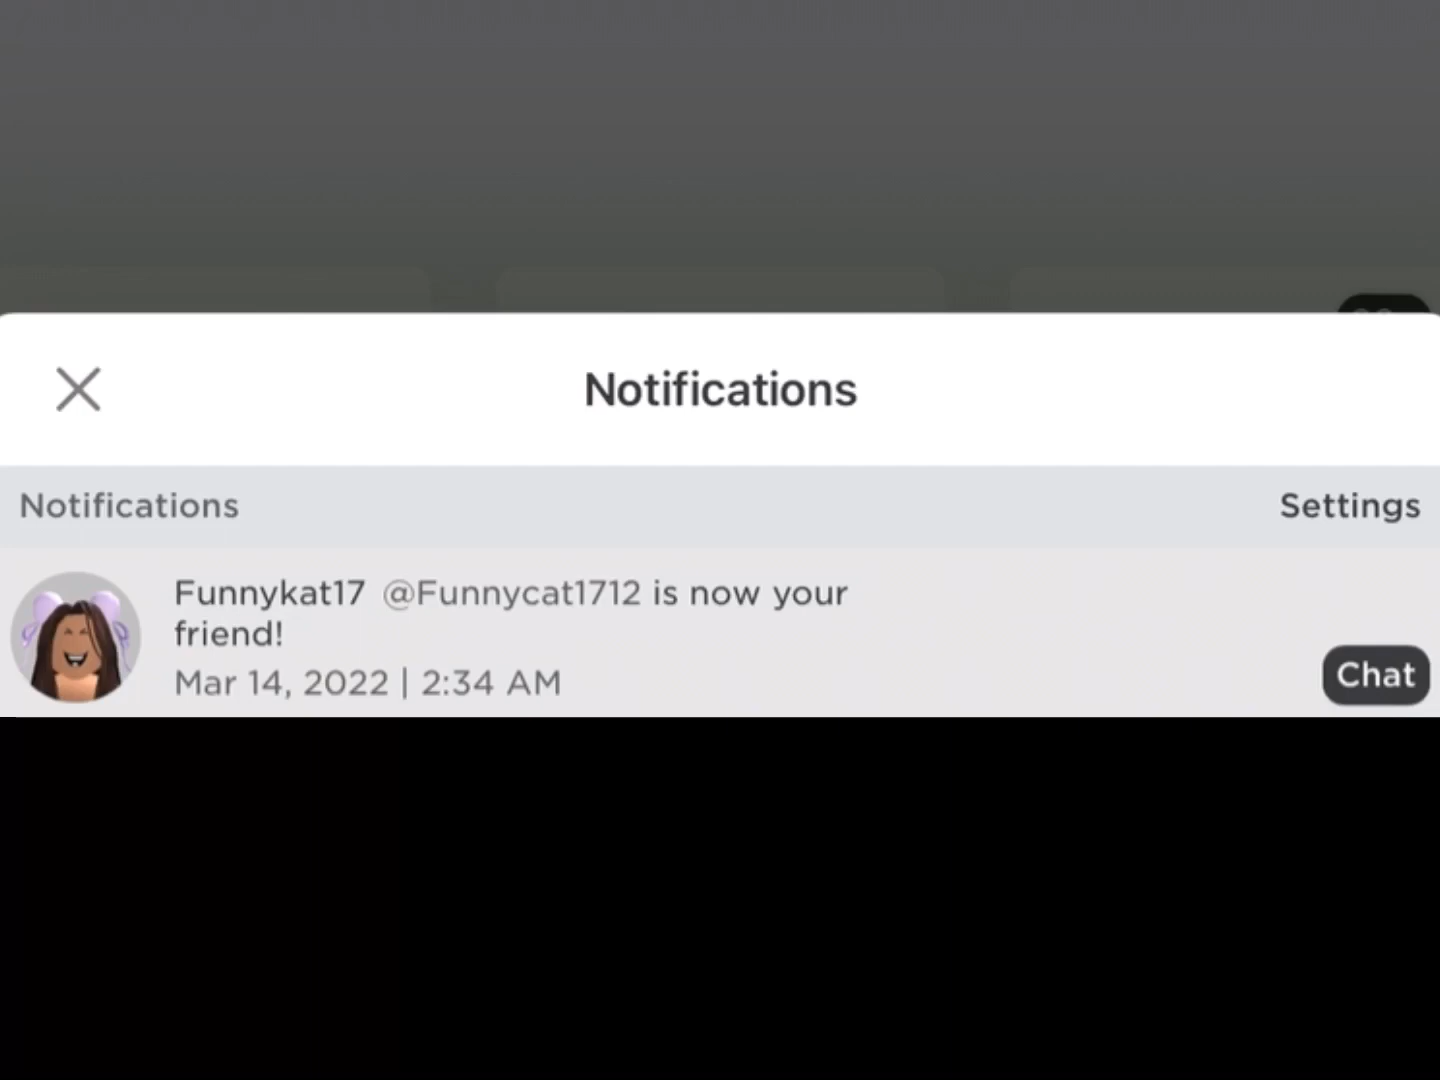 Notifications
Notifications
Settings
Funnykat17 @Funnycat1712 is now your
friend!
Mar 14, 2022 | 2:34 AM
Chat